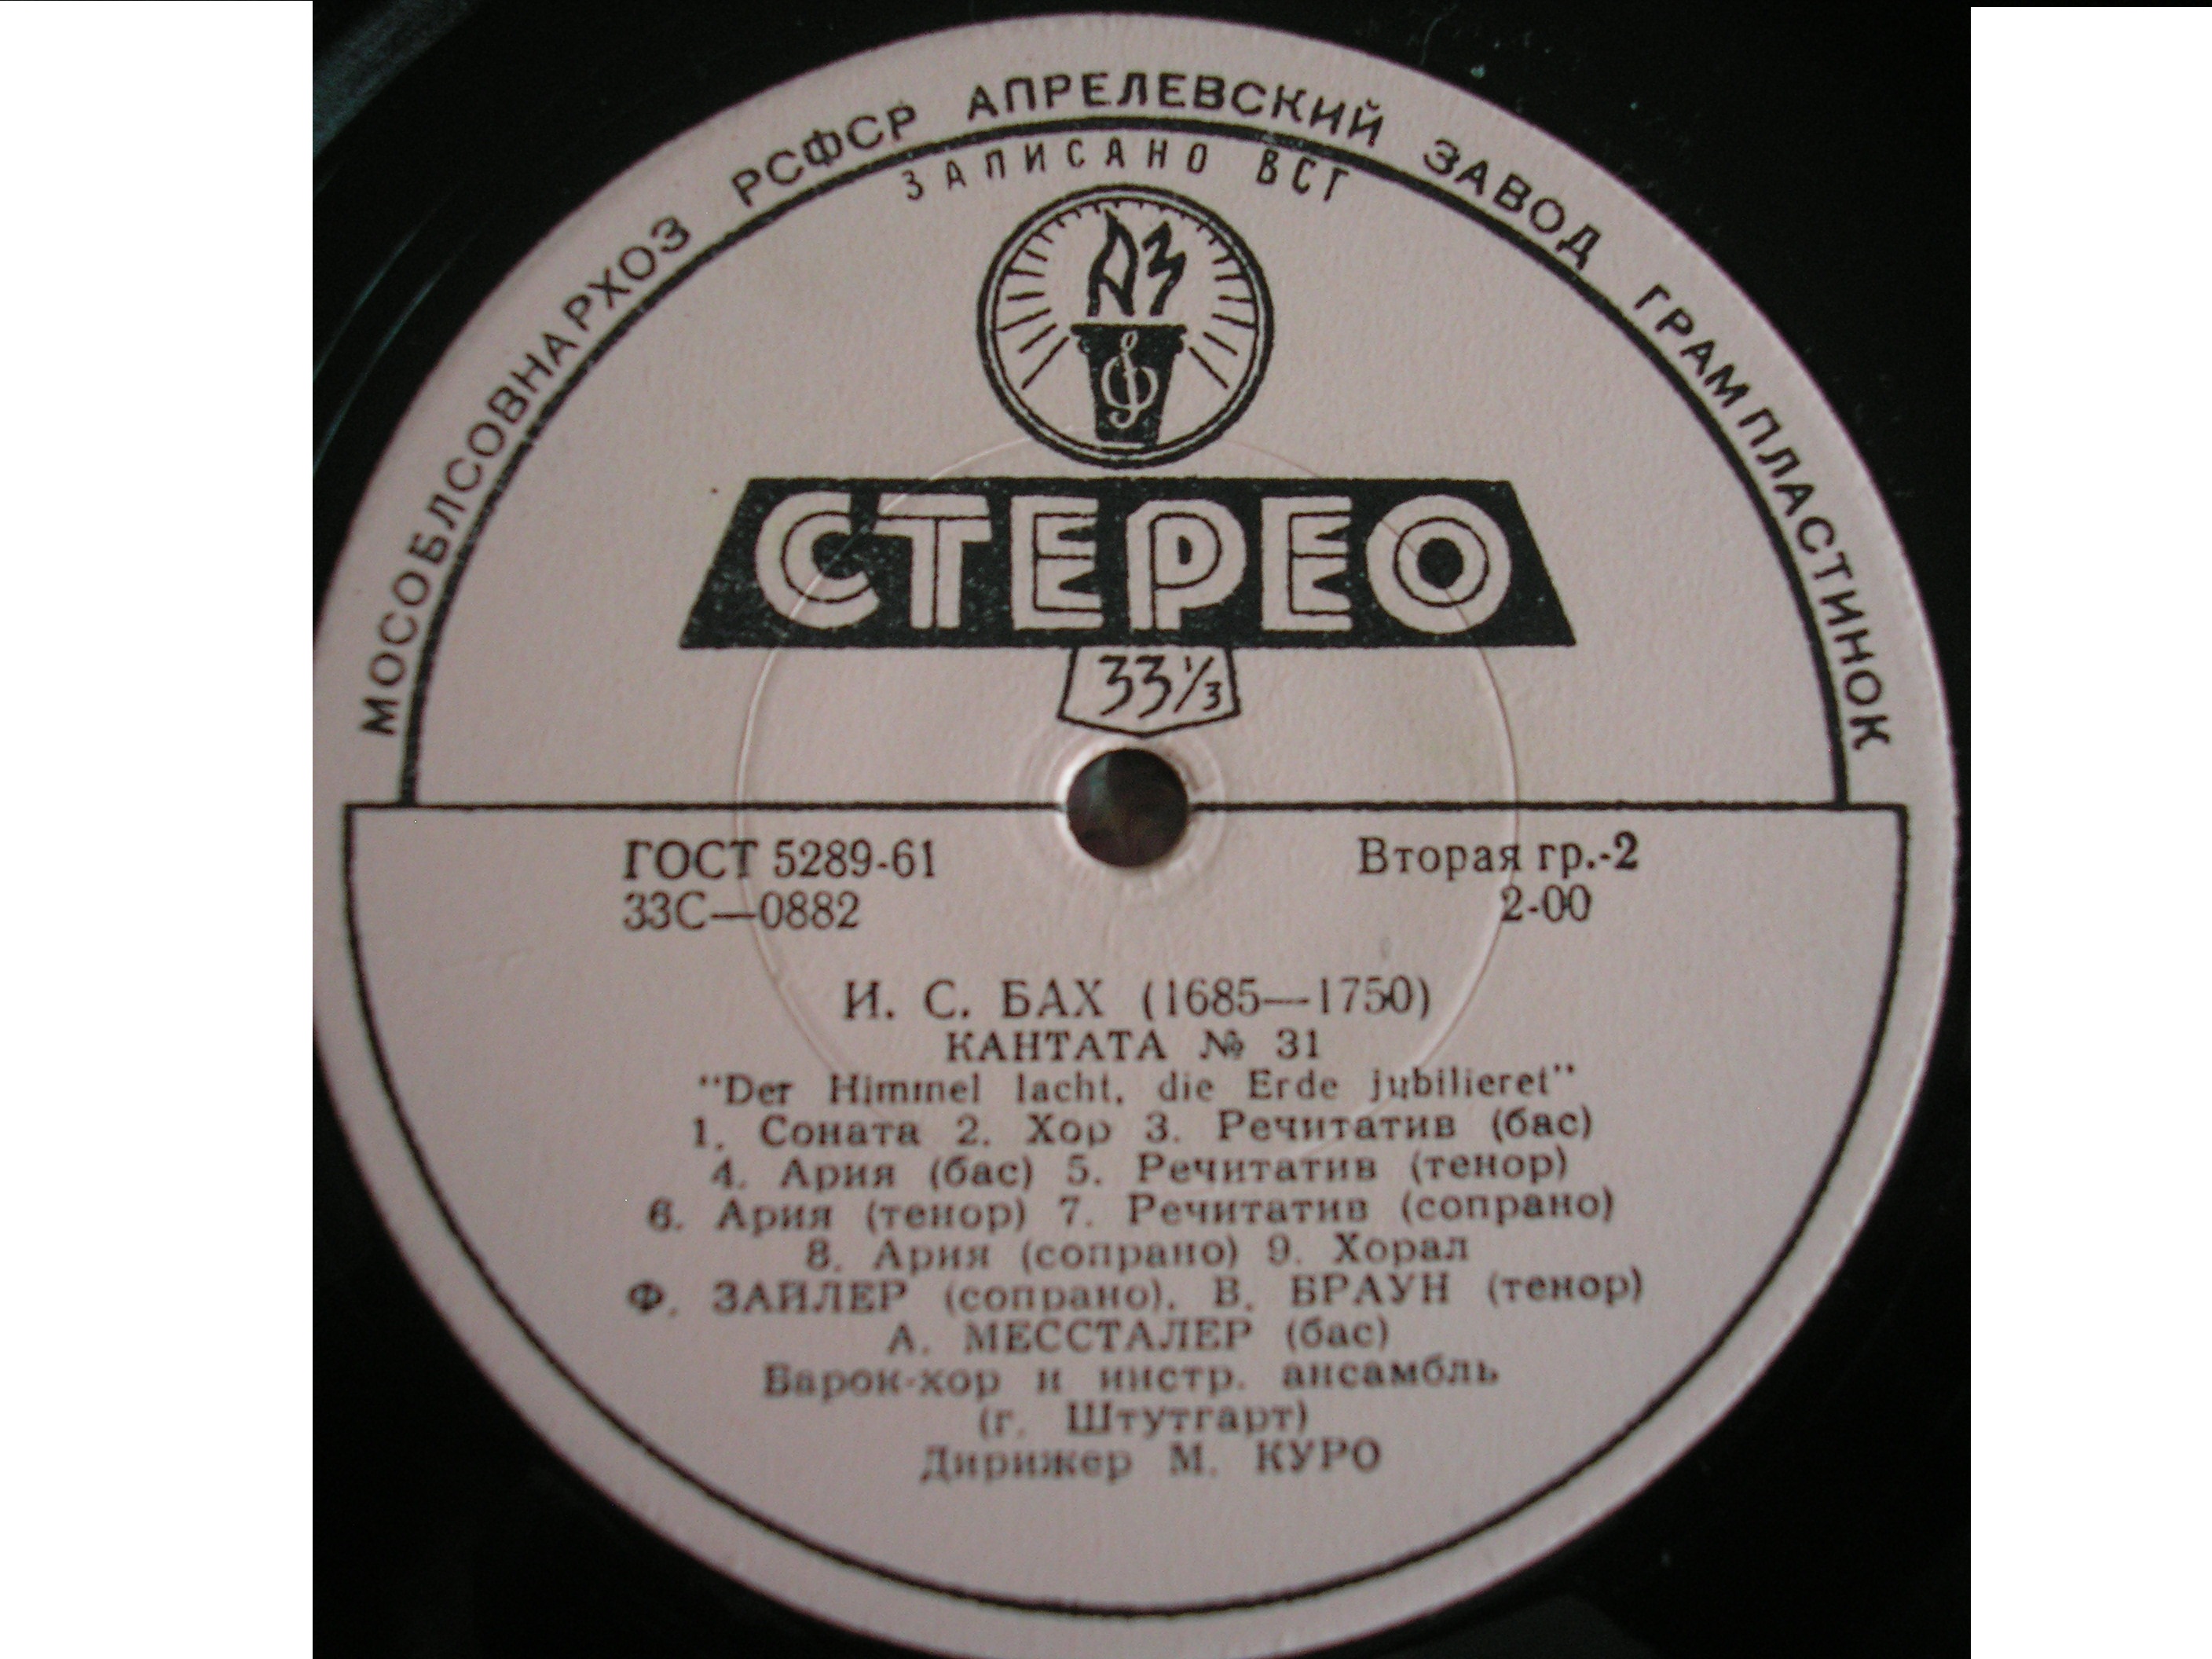 МОСОБЛСОВНАРХОЗ РСФСР АПРЕЛЕВСКИЙ ЗАВОД ГРАМПЛАСТИНОК
ЗАПИСАНО ВСГ
АЗ
СТЕРЕО
33 1/3
ГОСТ 5289-61 Вторая гр.-2
33С—0882 2-00
И. С. БАХ (1685—1750)
КАНТАТА № 31
"Der Himmel lacht, die Erde jubilieret"
1. Соната 2. Хор 3. Речитатив (бас)
4. Ария (бас) 5. Речитатив (тенор)
6. Ария (тенор) 7. Речитатив (сопрано)
8. Ария (сопрано) 9. Хорал
Ф. ЗАЙЛЕР (сопрано), В. БРАУН (тенор)
А. МЕССТАЛЕР (бас)
Барок-хор и инстр. ансамбль
(г. Штутгарт)
Дирижер М. КУРО